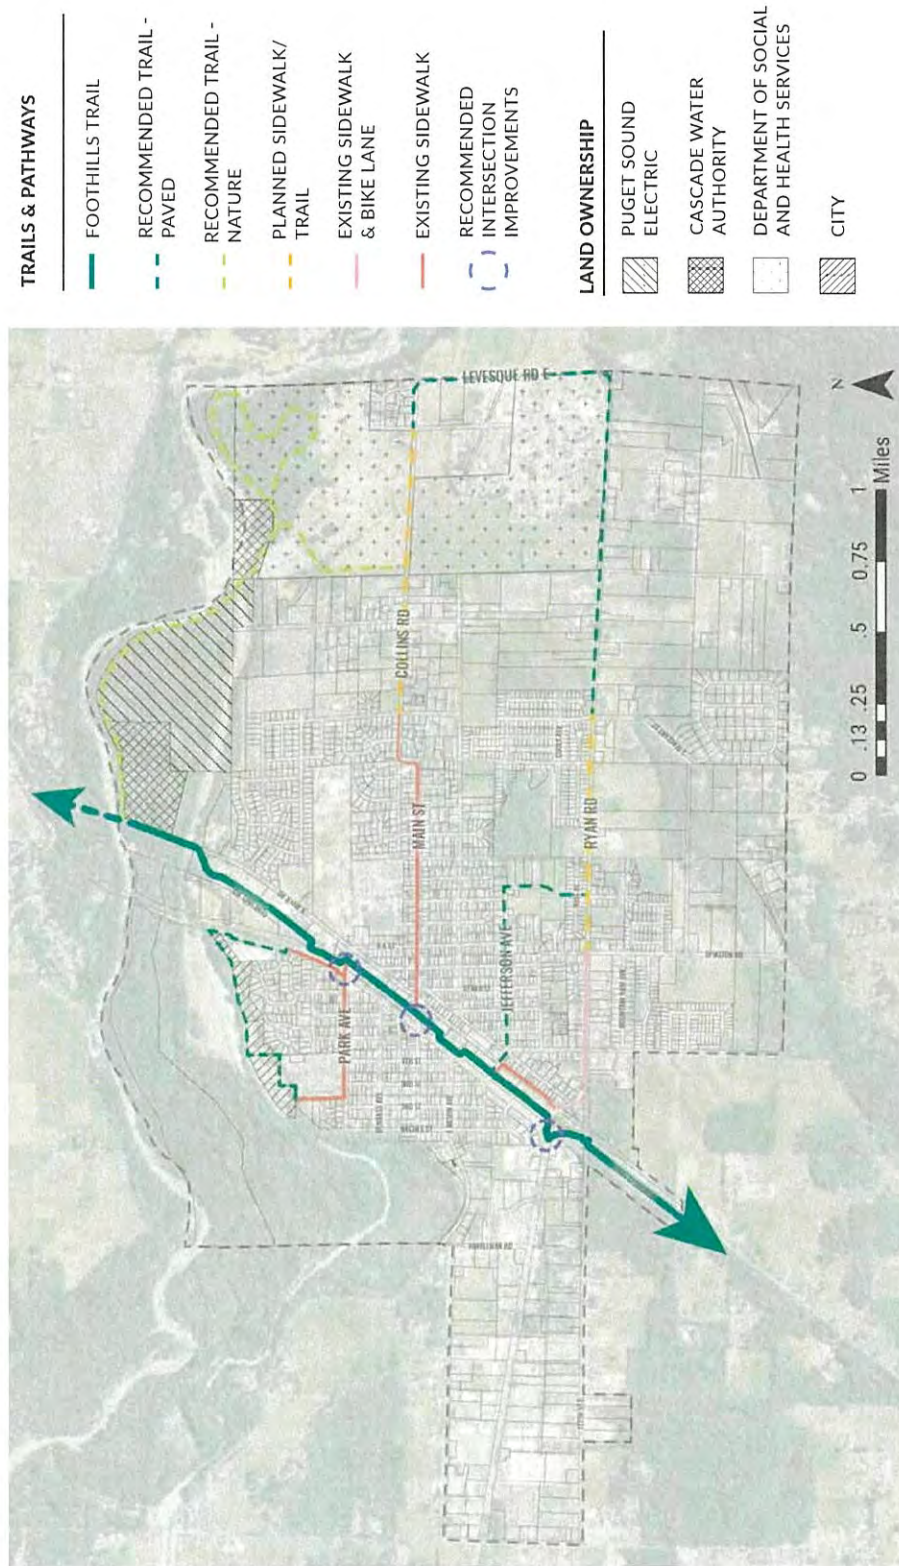 TRAILS & PATHWAYS
FOOTHILLS TRAIL
RECOMMENDED TRAIL -
PAVED
RECOMMENDED TRAIL -
NATURE
PLANNED SIDEWALK/
TRAIL
EXISTING SIDEWALK
& BIKE LANE
EXISTING SIDEWALK
RECOMMENDED
INTERSECTION
IMPROVEMENTS
LAND OWNERSHIP
PUGET SOUND
ELECTRIC
CASCADE WATER
AUTHORITY
DEPARTMENT OF SOCIAL
AND HEALTH SERVICES
CITY
PARK AVE
MAIN ST
COLLINS RD
LEVESQUE RD E
JEFFERSON AVE
RYAN RD
N
0 .13 .25 .5 0.75 1
Miles